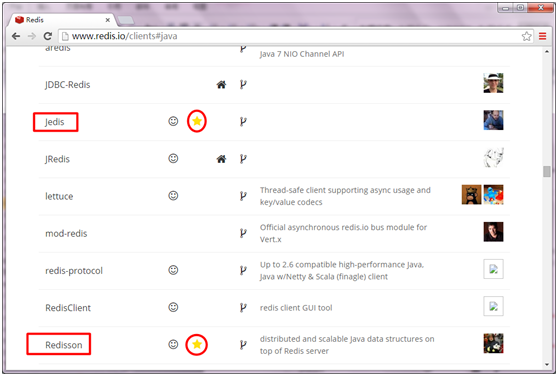 Redis
www.redis.io/clients#java
aredis
Java 7 NIO Channel API
JDBC-Redis
Jedis
JRedis
lettuce
Thread-safe client supporting async usage and
key/value codecs
mod-redis
Official asynchronous redis.io bus module for
Vert.x
redis-protocol
Up to 2.6 compatible high-performance Java,
Java w/Netty & Scala (finagle) client
RedisClient
redis client GUI tool
Redisson
distributed and scalable Java data structures on
top of Redis server